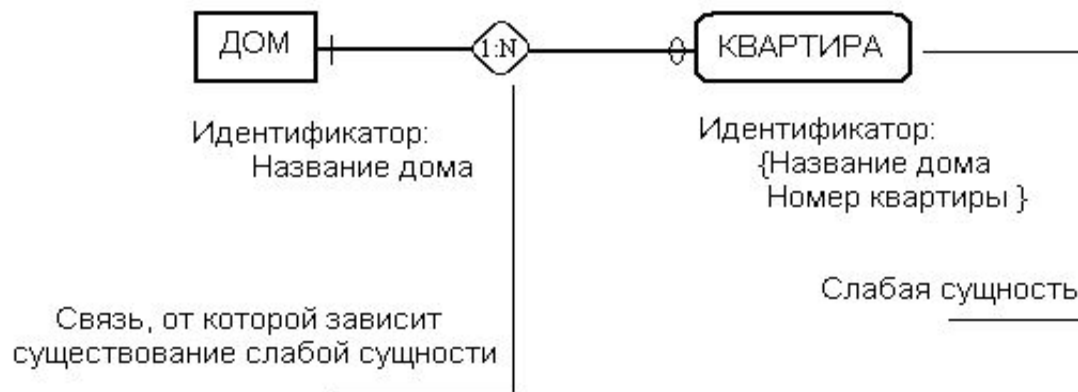 ДОМ
1:N
КВАРТИРА
Идентификатор:
Название дома
Идентификатор:
{Название дома
Номер квартиры }
Слабая сущность
Связь, от которой зависит
существование слабой сущности